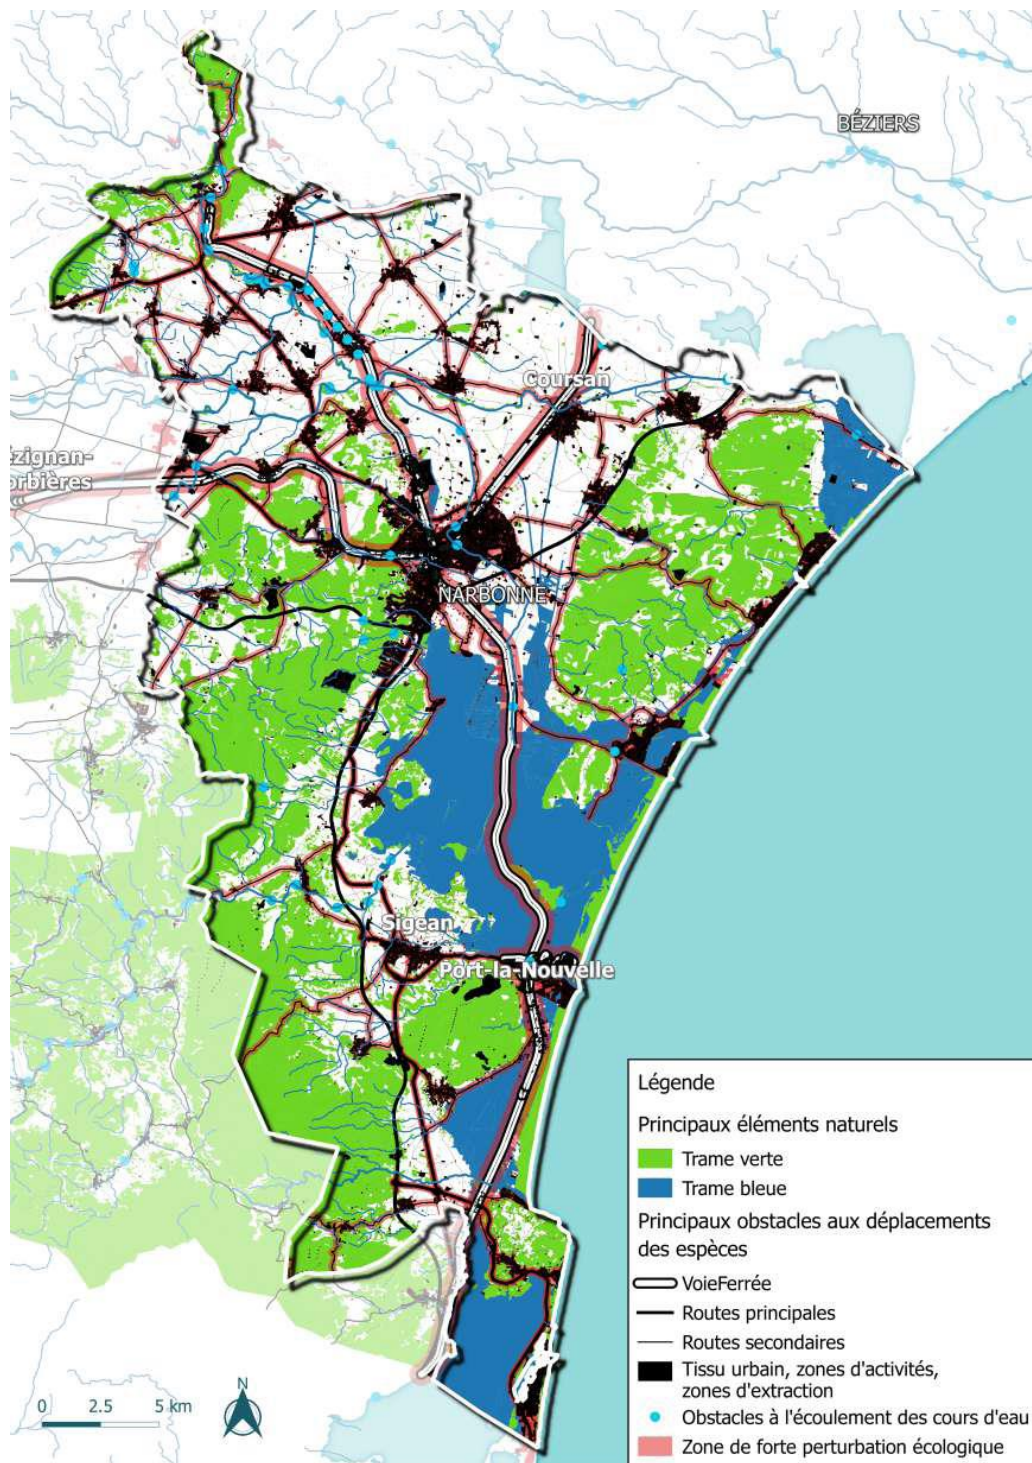 BÉZIERS
Coursan
zignan-
orbières
NARBONNE
Sigean
Port-la-Nouvelle
Légende
Principaux éléments naturels
Trame verte
Trame bleue
Principaux obstacles aux déplacements
des espèces
VoieFerrée
Routes principales
Routes secondaires
Tissu urbain, zones d'activités,
zones d'extraction
Obstacles à l'écoulement des cours d'eau
Zone de forte perturbation écologique
N
0 2.5 5 km